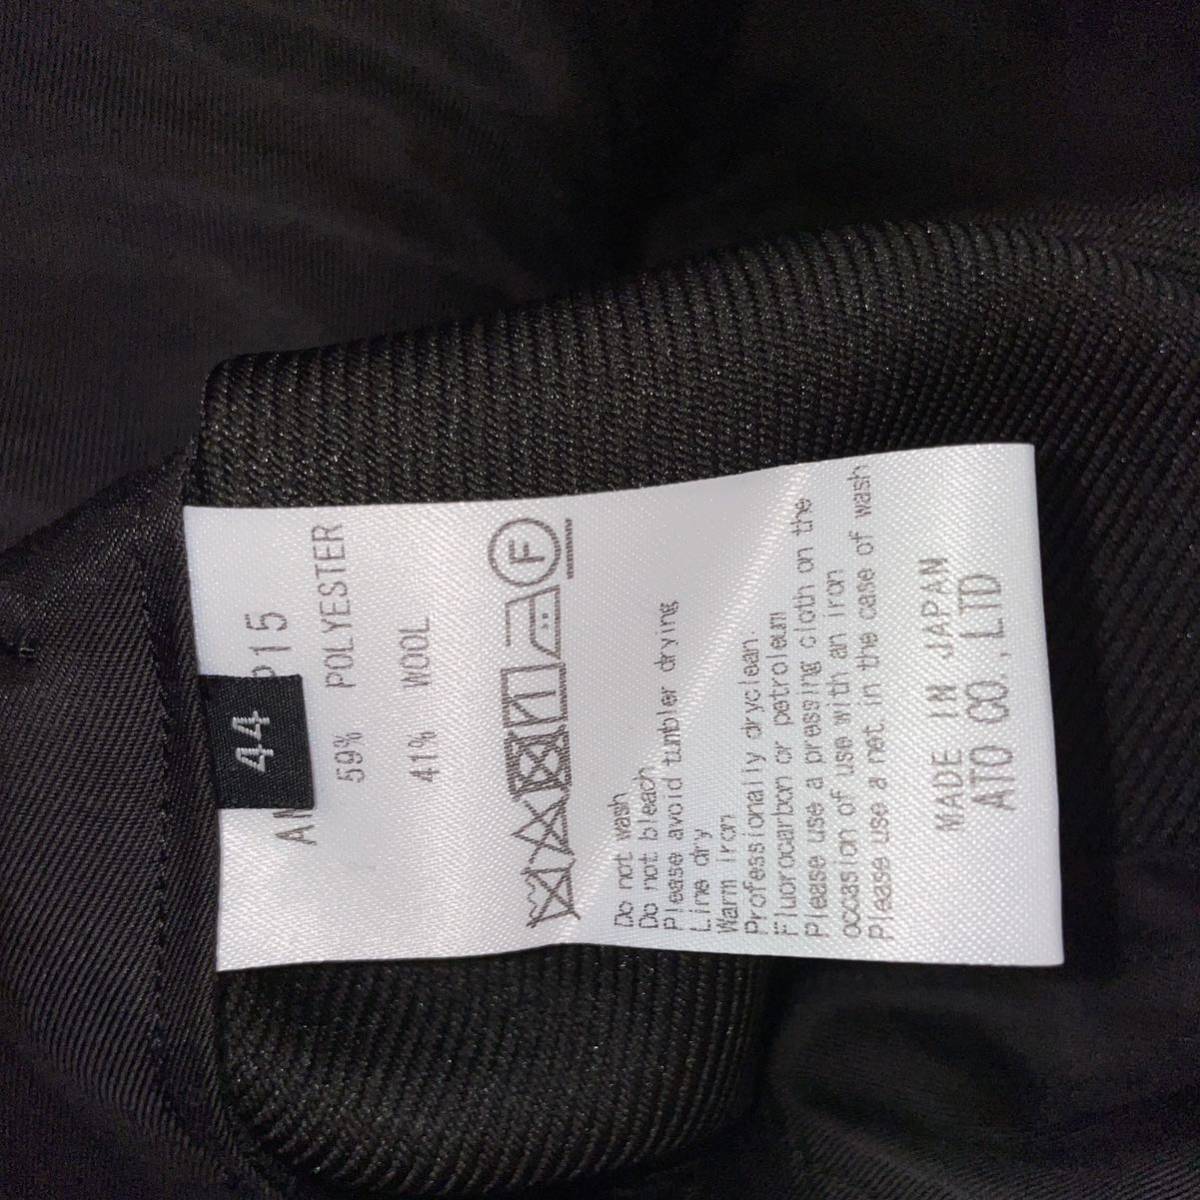 44
59% POLYESTER
41% WOOL
F
Do not wash
Do not bleach
Please avoid tunbler drying
Line dry
Warm iron
Professionally dryclean.
Fluorocarbon or petroleum
Please use a pressing cloth on the
occasion of use with an iron
Please use a net, in the case of wash
MADE IN JAPAN
ATO CO.,LTD